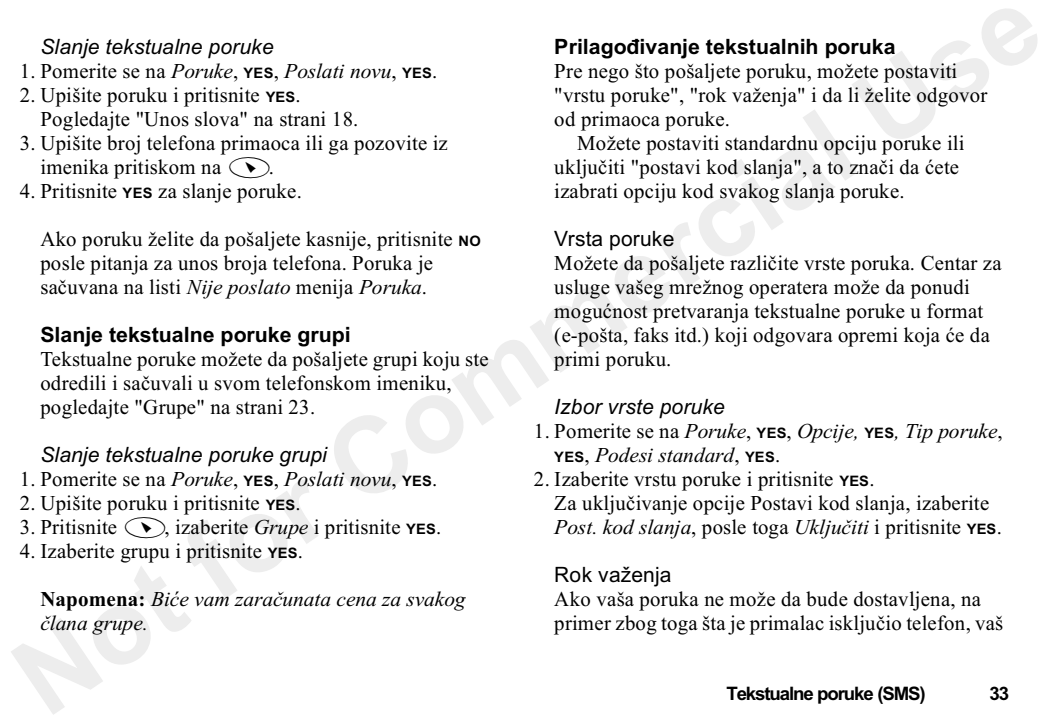 Slanje tekstualne poruke
1. Pomerite se na Poruke, YES, Poslati novu, YES.
2. Upišite poruku i pritisnite YES.
Pogledajte "Unos slova" na strani 18.
3. Upišite broj telefona primaoca ili ga pozovite iz
imenika pritiskom na .
4. Pritisnite YES za slanje poruke.
Ako poruku želite da pošaljete kasnije, pritisnite NO
posle pitanja za unos broja telefona. Poruka je
sačuvana na listi Nije poslato menija Poruka.
Slanje tekstualne poruke grupi
Tekstualne poruke možete da pošaljete grupi koju ste
odredili i sačuvali u svom telefonskom imeniku,
pogledajte "Grupe" na strani 23.
Slanje tekstualne poruke grupi
1. Pomerite se na Poruke, YES, Poslati novu, YES.
2. Upišite poruku i pritisnite YES.
3. Pritisnite , izaberite Grupe i pritisnite YES.
4. Izaberite grupu i pritisnite YES.
Napomena: Biće vam zaračunata cena za svakog
člana grupe.
Prilagođivanje tekstualnih poruka
Pre nego što pošaljete poruku, možete postaviti
"vrstu poruke", "rok važenja" i da li želite odgovor
od primaoca poruke.
Možete postaviti standardnu opciju poruke ili
uključiti "postavi kod slanja", a to znači da ćete
izabrati opciju kod svakog slanja poruke.
Vrsta poruke
Možete da pošaljete različite vrste poruka. Centar za
usluge vašeg mrežnog operatera može da ponudi
mogućnost pretvaranja tekstualne poruke u format
(e-pošta, faks itd.) koji odgovara opremi koja će da
primi poruku.
Izbor vrste poruke
1. Pomerite se na Poruke, YES, Opcije, YES, Tip poruke,
YES, Podesi standard, YES.
2. Izaberite vrstu poruke i pritisnite YES.
Za uključivanje opcije Postavi kod slanja, izaberite
Post. kod slanja, posle toga Uključiti i pritisnite YES.
Rok važenja
Ako vaša poruka ne može da bude dostavljena, na
primer zbog toga šta je primalac isključio telefon, vaš
Tekstualne poruke (SMS) 33
Not for Commercial Use